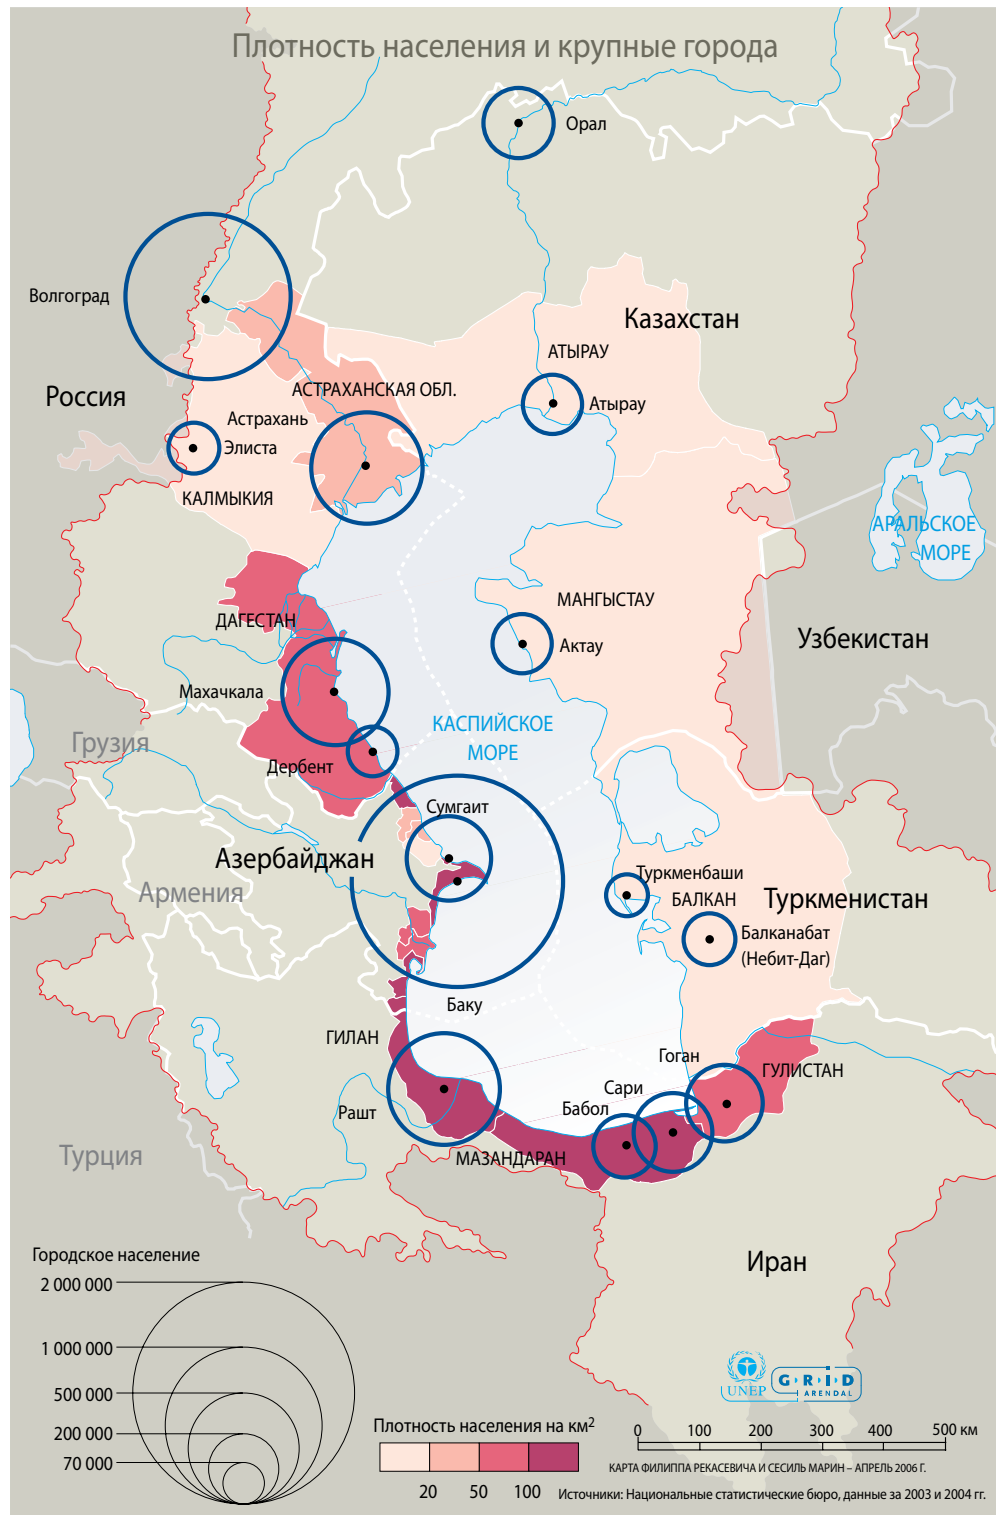 Плотность населения и крупные города
Орал
Волгоград
Казахстан
АТЫРАУ
Россия
АСТРАХАНСКАЯ ОБЛ.
Атырау
Астрахань
Элиста
КАЛМЫКИЯ
АРАЛЬСКОЕ
МОРЕ
МАНГЫСТАУ
ДАГЕСТАН
Узбекистан
Актау
Махачкала
КАСПИЙСКОЕ
МОРЕ
Грузия
Дербент
Сумгаит
Азербайджан
Туркменбаши
Армения
БАЛКАН
Туркменистан
Балканабат
(Небит-Даг)
Баку
ГИЛАН
Гоган
ГУЛИСТАН
Сари
Бабол
Рашт
МАЗАНДАРАН
Турция
Иран
Городское население
2 000 000
1 000 000
500 000
200 000
70 000
UNEP
G R I D
ARENDAL
Плотность населения на км²
20 50 100
0 100 200 300 400 500 км
КАРТА ФИЛИППА РЕКАСЕВИЧА И СЕСИЛЬ МАРИН – АПРЕЛЬ 2006 Г.
Источники: Национальные статистические бюро, данные за 2003 и 2004 гг.